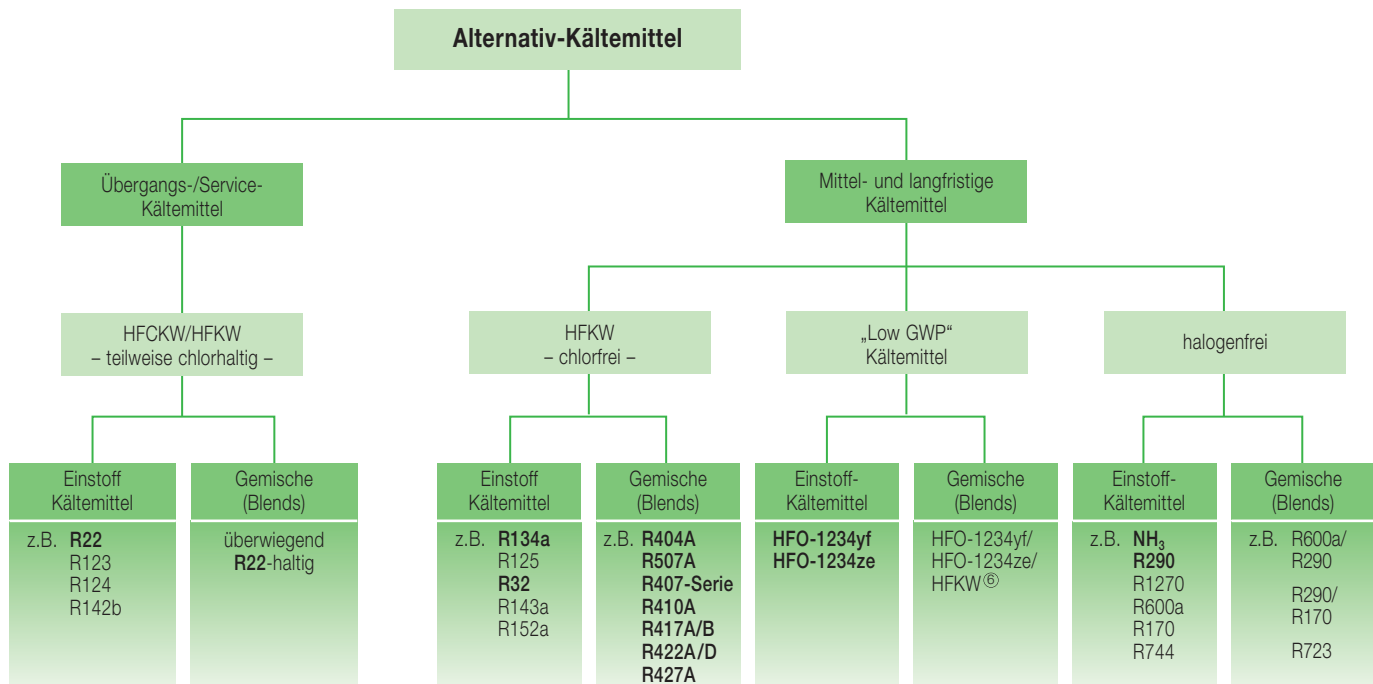 Alternativ-Kältemittel
Übergangs-/Service-
Kältemittel
Mittel- und langfristige
Kältemittel
HFCKW/HFKW
– teilweise chlorhaltig –
HFKW
– chlorfrei –
„Low GWP“
Kältemittel
halogenfrei
Einstoff
Kältemittel
z.B. R22
R123
R124
R142b
Gemische
(Blends)
überwiegend
R22-haltig
Einstoff
Kältemittel
z.B. R134a
R125
R32
R143a
R152a
Gemische
(Blends)
z.B. R404A
R507A
R407-Serie
R410A
R417A/B
R422A/D
R427A
Einstoff-
Kältemittel
HFO-1234yf
HFO-1234ze
Gemische
(Blends)
HFO-1234yf/
HFO-1234ze/
HFKW⑥
Einstoff-
Kältemittel
z.B. NH₃
R290
R1270
R600a
R170
R744
Gemische
(Blends)
z.B. R600a/
R290
R290/
R170
R723